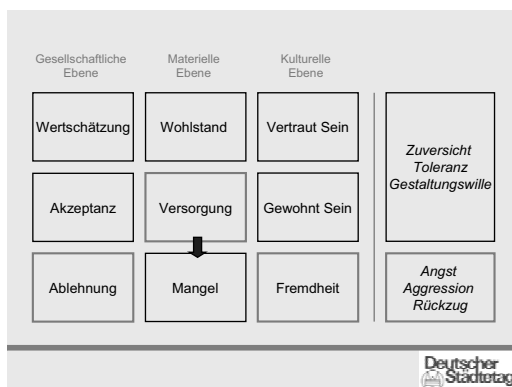 Gesellschaftliche
Ebene
Materielle
Ebene
Kulturelle
Ebene
Wertschätzung
Wohlstand
Vertraut Sein
Zuversicht
Toleranz
Gestaltungswille
Akzeptanz
Versorgung
Gewohnt Sein
Ablehnung
Mangel
Fremdheit
Angst
Aggression
Rückzug
Deutscher
Städtetag